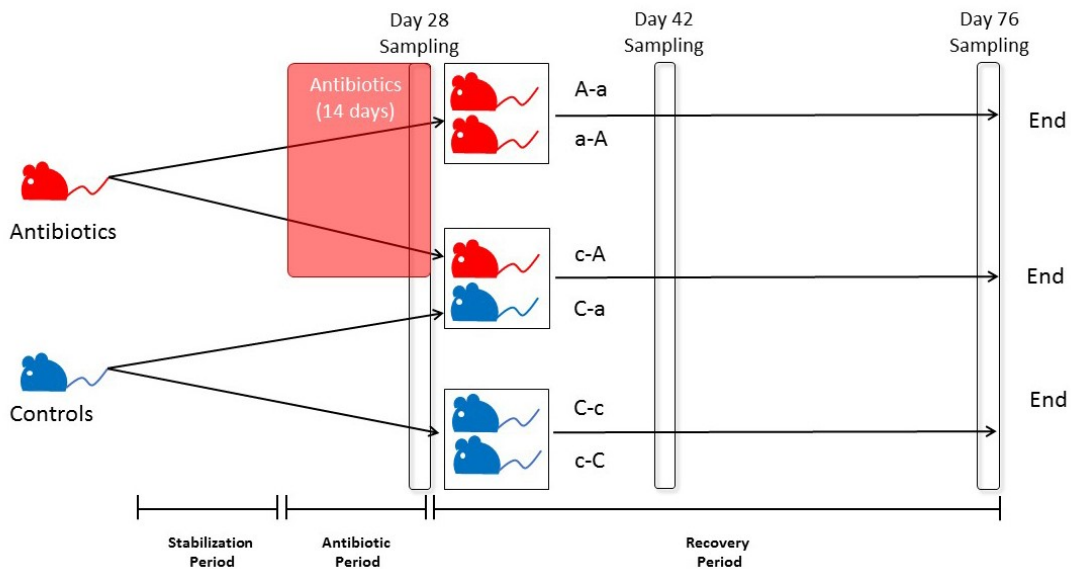 Day 28
Sampling
Day 42
Sampling
Day 76
Sampling
Antibiotics
(14 days)
A-a
a-A
End
Antibiotics
c-A
C-a
End
Controls
C-c
c-C
End
Stabilization
Period
Antibiotic
Period
Recovery
Period